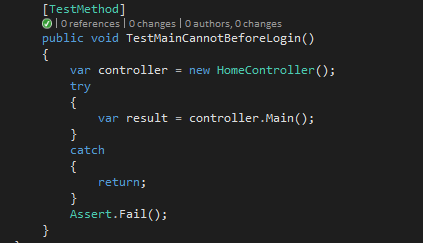 [TestMethod]
| 0 references | 0 changes | 0 authors, 0 changes
public void TestMainCannotBeforeLogin()
{
    var controller = new HomeController();
    try
    {
        var result = controller.Main();
    }
    catch
    {
        return;
    }
    Assert.Fail();
}